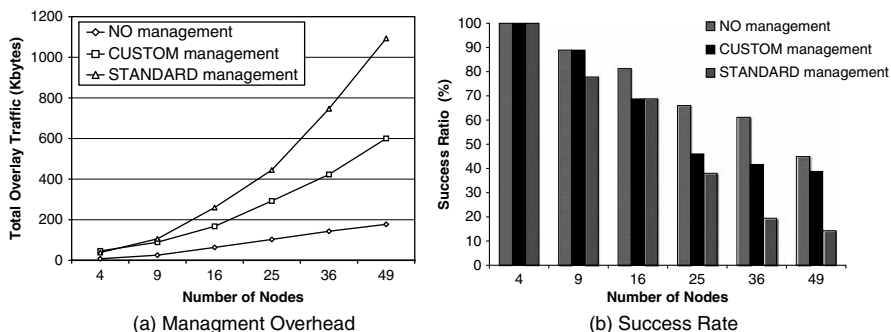 1200
1000
800
600
400
200
0
Total Overlay Traffic (Kbytes)
NO management
CUSTOM management
STANDARD management
4 9 16 25 36 49
Number of Nodes
(a) Managment Overhead
100
90
80
70
60
50
40
30
20
10
0
Success Ratio (%)
NO management
CUSTOM management
STANDARD management
4 9 16 25 36 49
Number of Nodes
(b) Success Rate